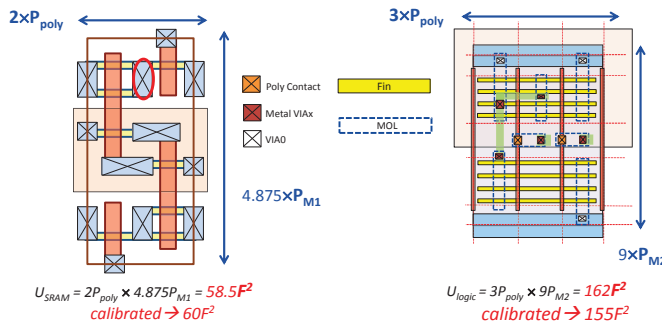 2×P_poly
3×P_poly
Poly Contact
Metal VIAx
VIA0
Fin
MOL
4.875×P_M1
9×P_M2
U_SRAM = 2P_poly × 4.875P_M1 = 58.5F²
calibrated → 60F²
U_logic = 3P_poly × 9P_M2 = 162F²
calibrated → 155F²